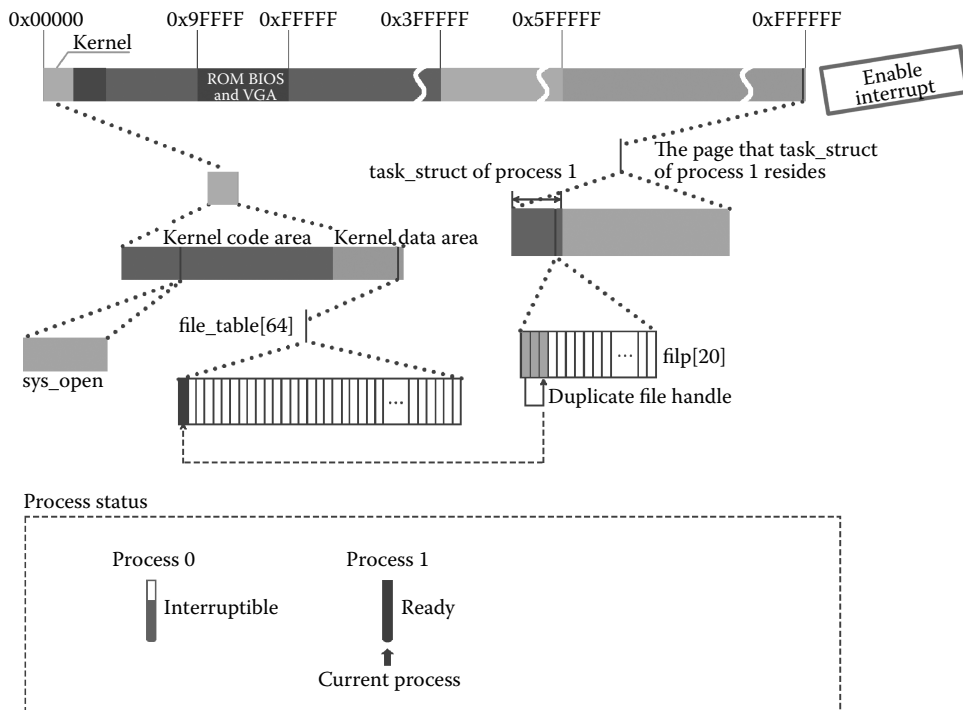 0x00000 0x9FFFF 0xFFFFF 0x3FFFFF 0x5FFFFF 0xFFFFFF
Kernel
ROM BIOS
and VGA
Enable
interrupt
The page that task_struct
of process 1 resides
task_struct of process 1
Kernel code area Kernel data area
file_table[64]
sys_open
...
... filp[20]
Duplicate file handle
Process status
Process 0 Process 1
Interruptible Ready
Current process